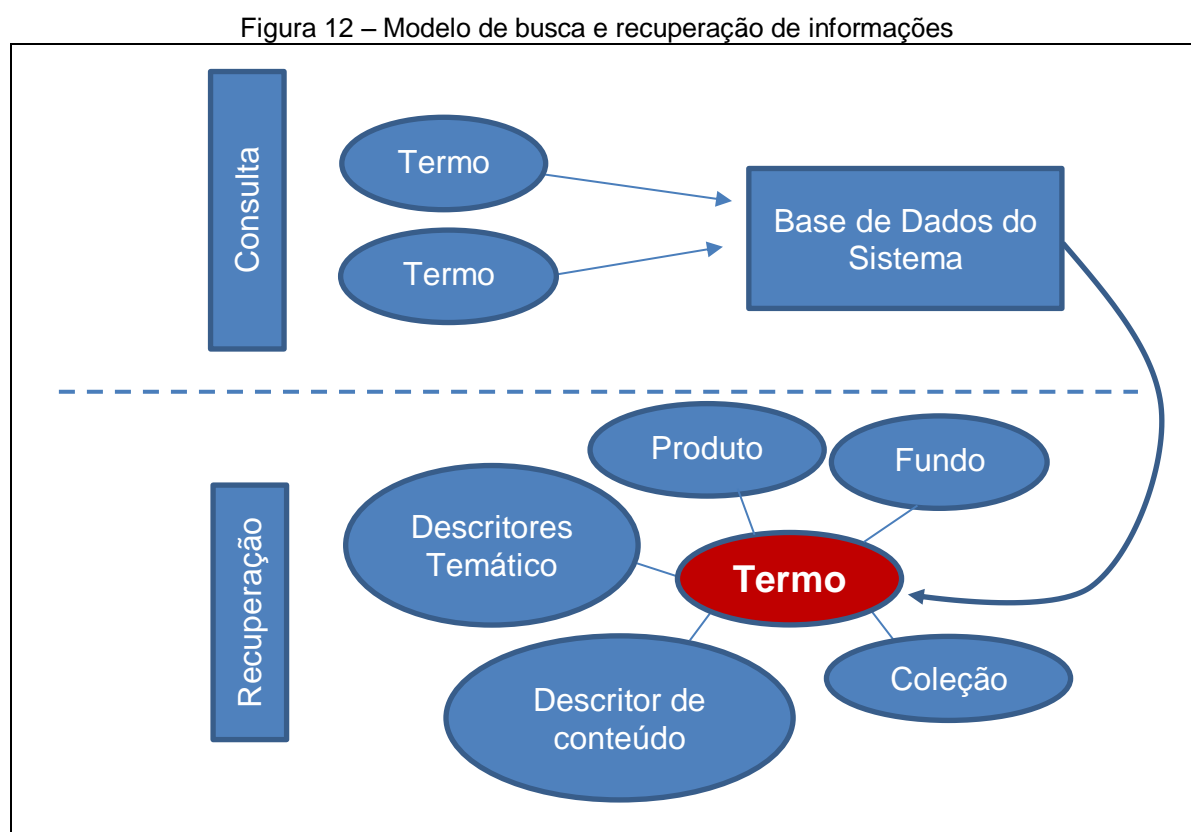 Figura 12 – Modelo de busca e recuperação de informações
Consulta
Termo
Termo
Base de Dados do
Sistema
Recuperação
Produto
Fundo
Descritores
Temático
Termo
Descritor de
conteúdo
Coleção